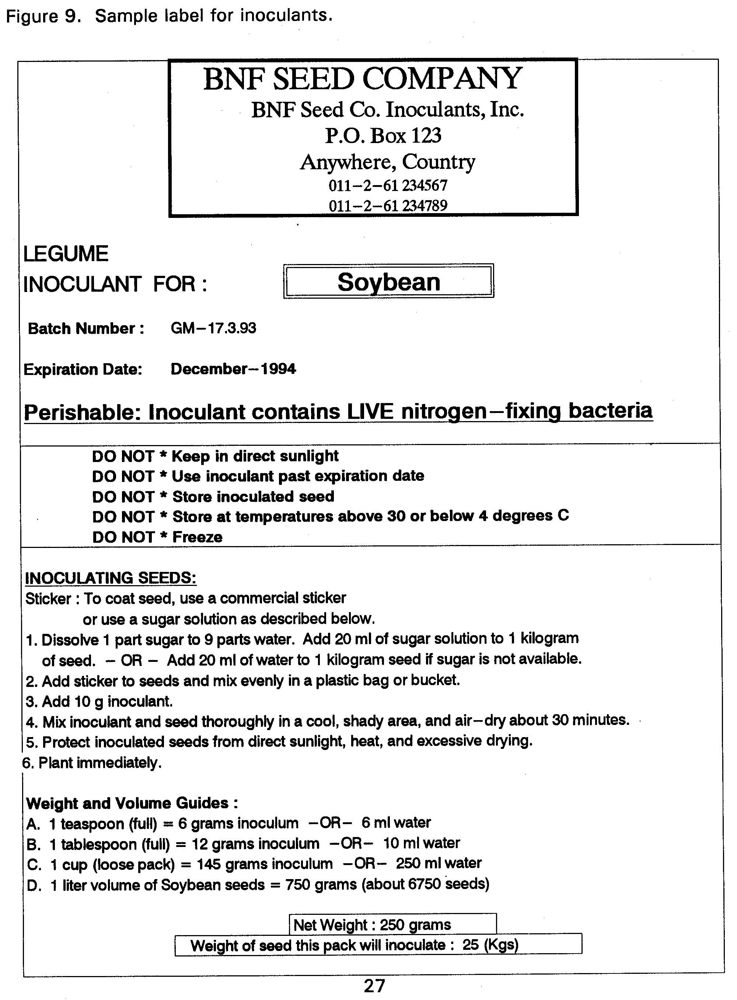 Figure 9. Sample label for inoculants.
BNF SEED COMPANY
BNF Seed Co. Inoculants, Inc.
P.O. Box 123
Anywhere, Country
011-2-61 234567
011-2-61 234789
LEGUME
INOCULANT FOR : Soybean
Batch Number : GM-17.3.93
Expiration Date: December-1994
Perishable: Inoculant contains LIVE nitrogen-fixing bacteria
DO NOT * Keep in direct sunlight
DO NOT * Use inoculant past expiration date
DO NOT * Store inoculated seed
DO NOT * Store at temperatures above 30 or below 4 degrees C
DO NOT * Freeze
INOCULATING SEEDS:
Sticker : To coat seed, use a commercial sticker
or use a sugar solution as described below.
1. Dissolve 1 part sugar to 9 parts water. Add 20 ml of sugar solution to 1 kilogram
of seed. - OR - Add 20 ml of water to 1 kilogram seed if sugar is not available.
2. Add sticker to seeds and mix evenly in a plastic bag or bucket.
3. Add 10 g inoculant.
4. Mix inoculant and seed thoroughly in a cool, shady area, and air-dry about 30 minutes.
5. Protect inoculated seeds from direct sunlight, heat, and excessive drying.
6. Plant immediately.
Weight and Volume Guides :
A. 1 teaspoon (full) = 6 grams inoculum -OR- 6 ml water
B. 1 tablespoon (full) = 12 grams inoculum -OR- 10 ml water
C. 1 cup (loose pack) = 145 grams inoculum -OR- 250 ml water
D. 1 liter volume of Soybean seeds = 750 grams (about 6750 seeds)
Net Weight : 250 grams
Weight of seed this pack will inoculate : 25 (Kgs)
27